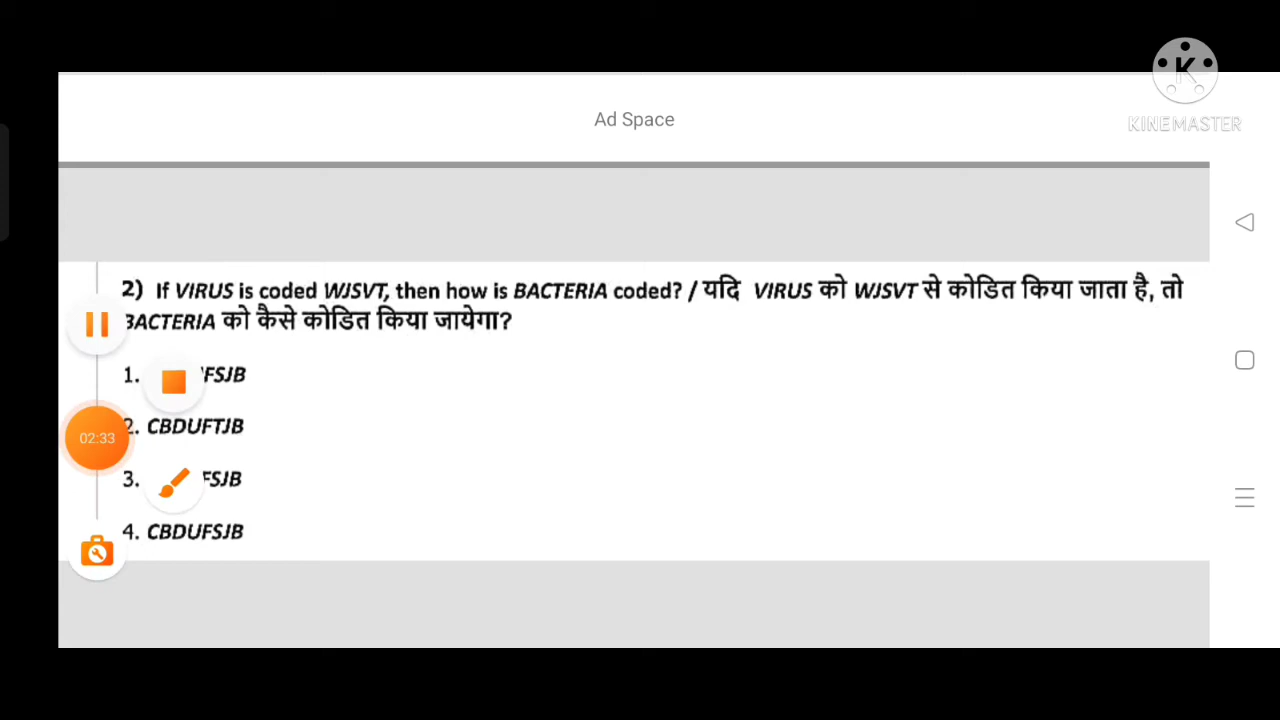 Ad Space
KINEMASTER
2) If VIRUS is coded WJSVT, then how is BACTERIA coded? / यदि VIRUS को WJSVT से कोडित किया जाता है, तो
BACTERIA को कैसे कोडित किया जायेगा?
1. FSJB
2. CBDUFTJB
02:33
3. FSJB
4. CBDUFSJB